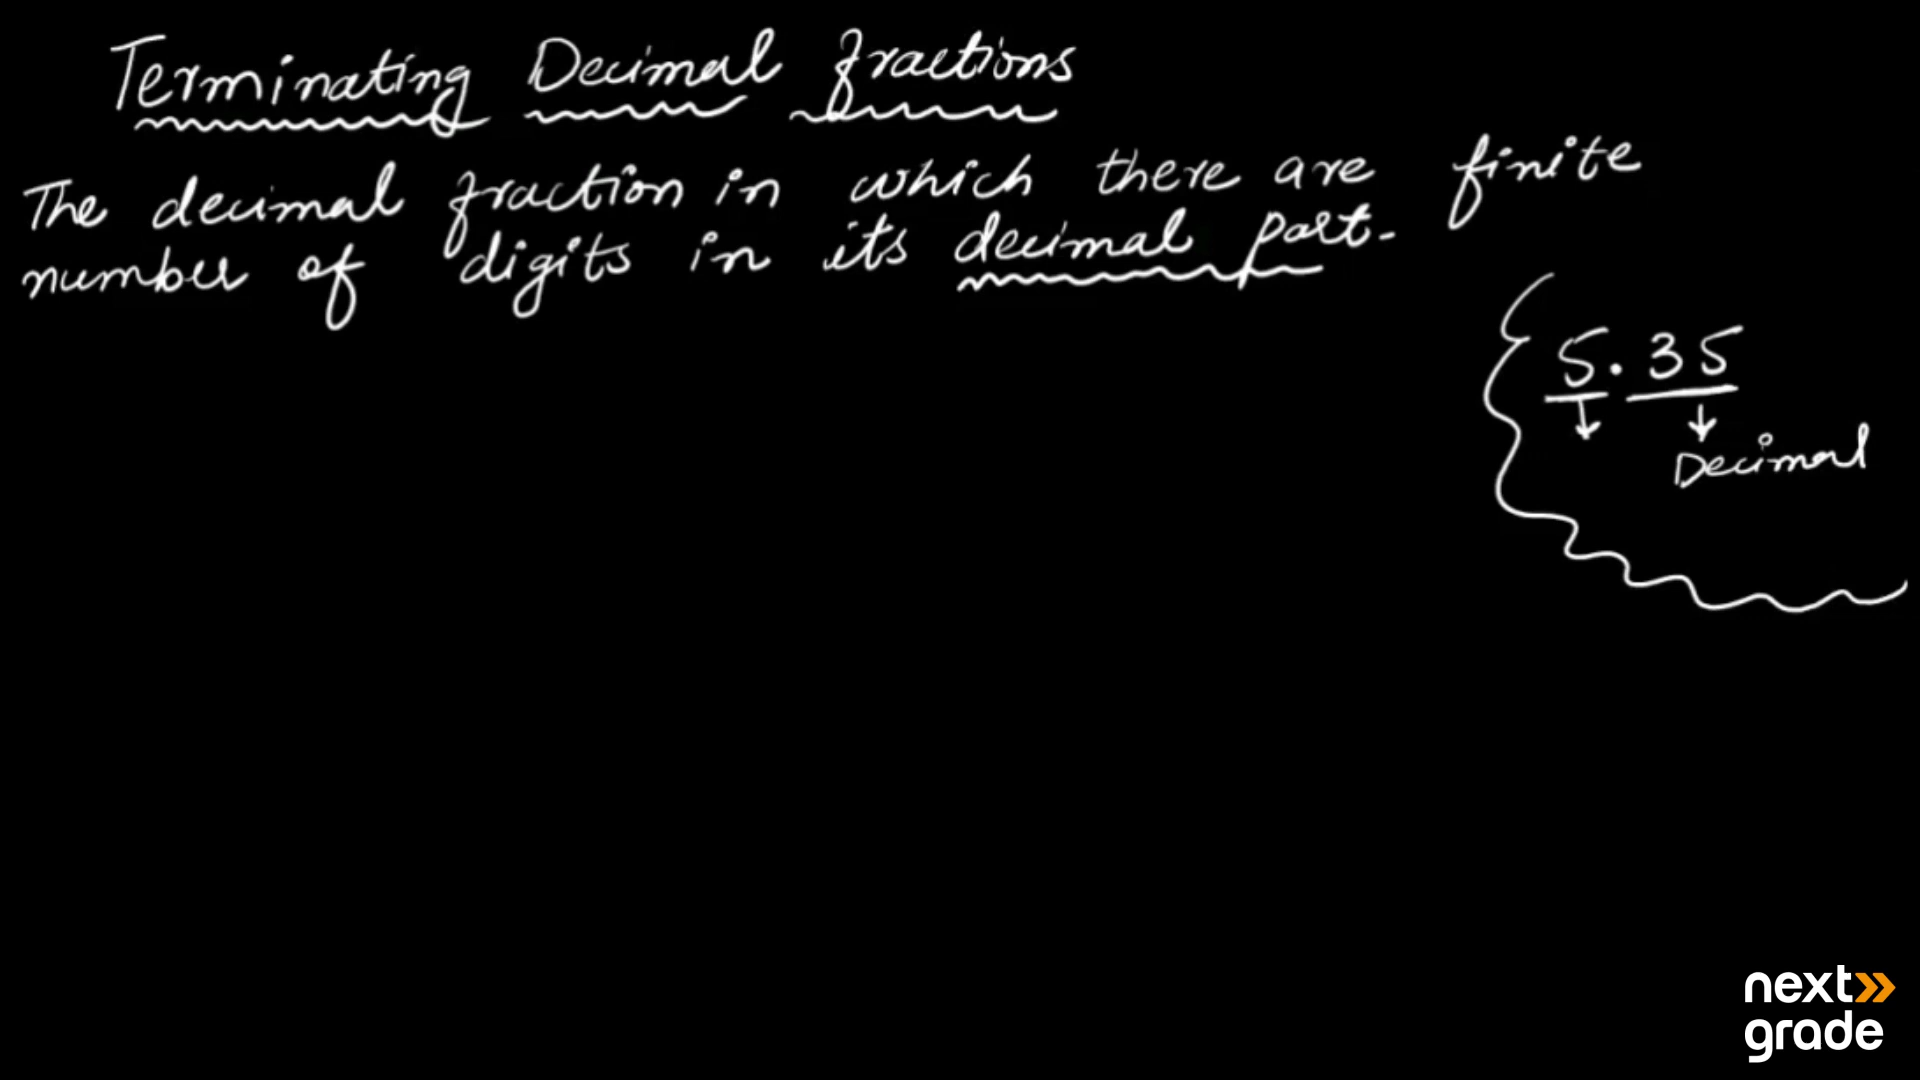 Terminating Decimal fractions
The decimal fraction in which there are finite
number of digits in its decimal part.
5.35
Decimal
next
grade